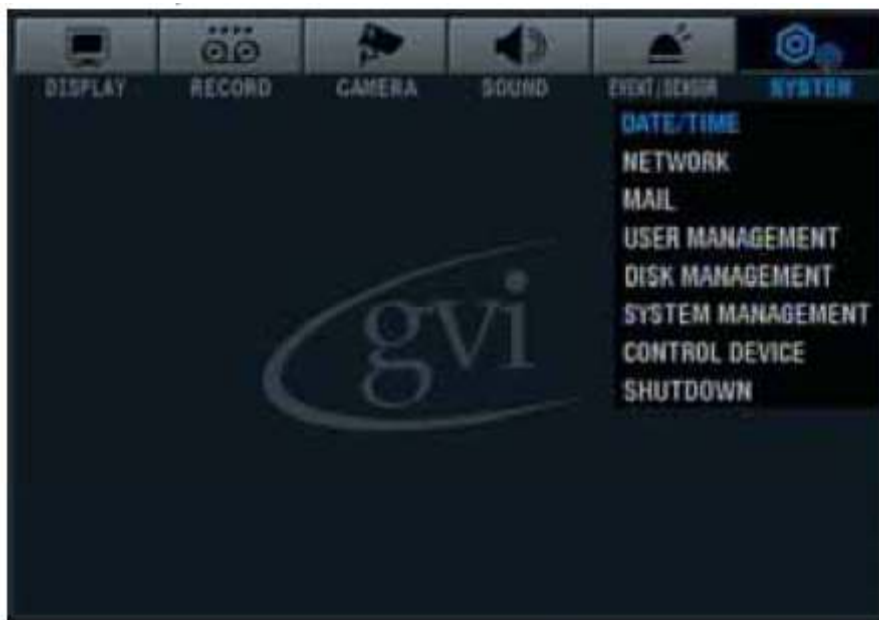 DISPLAY RECORD CAMERA SOUND EVENT/SENSOR SYSTEM
DATE/TIME
NETWORK
MAIL
USER MANAGEMENT
DISK MANAGEMENT
SYSTEM MANAGEMENT
CONTROL DEVICE
SHUTDOWN
gvi